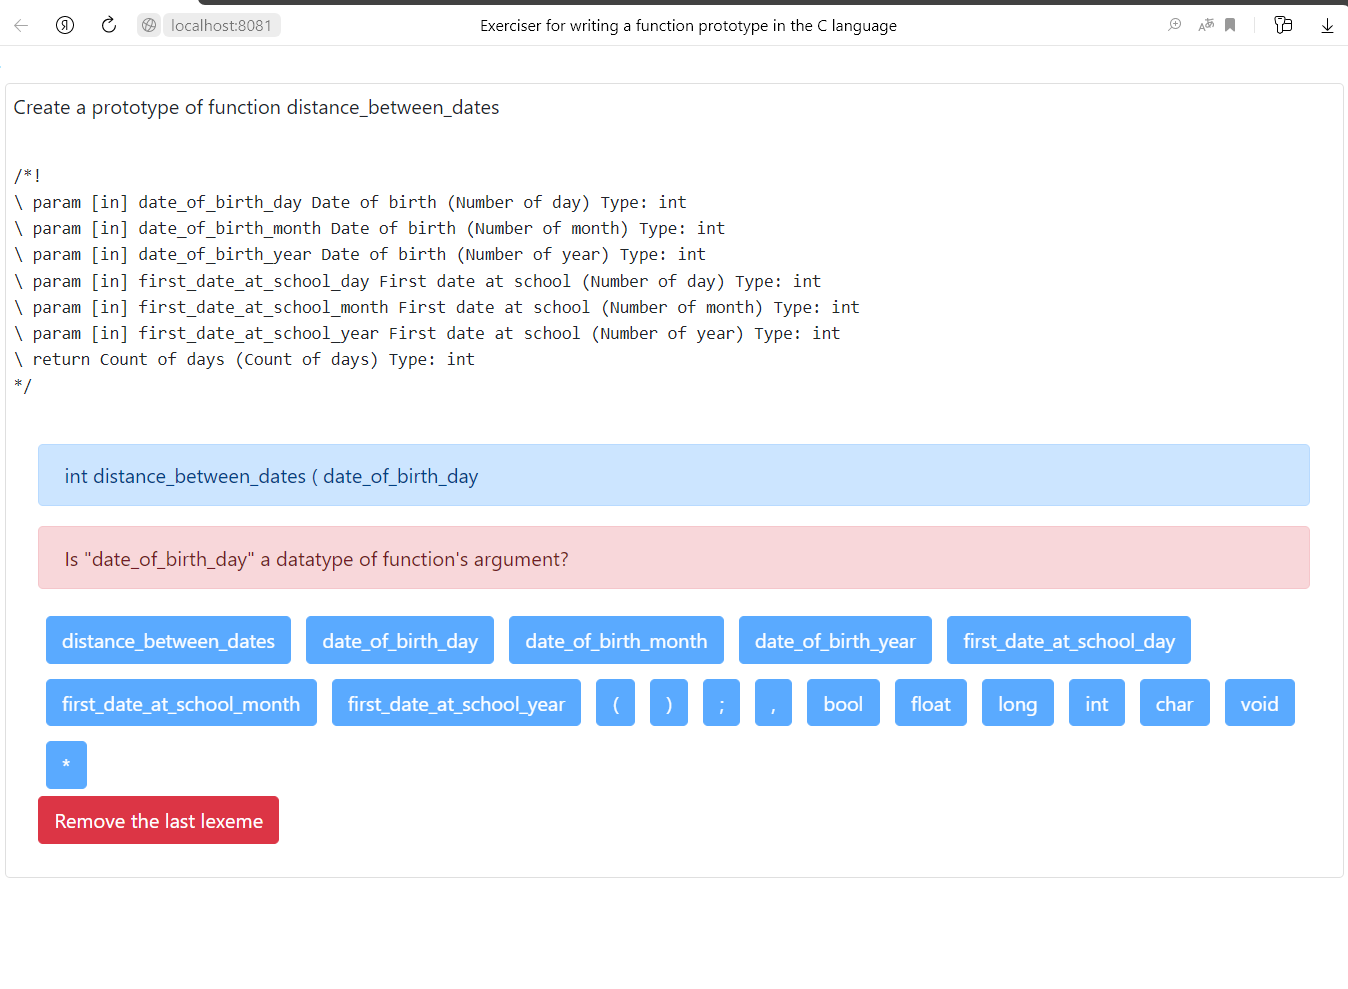 localhost:8081 Exerciser for writing a function prototype in the C language
Create a prototype of function distance_between_dates
/*!
\ param [in] date_of_birth_day Date of birth (Number of day) Type: int
\ param [in] date_of_birth_month Date of birth (Number of month) Type: int
\ param [in] date_of_birth_year Date of birth (Number of year) Type: int
\ param [in] first_date_at_school_day First date at school (Number of day) Type: int
\ param [in] first_date_at_school_month First date at school (Number of month) Type: int
\ param [in] first_date_at_school_year First date at school (Number of year) Type: int
\ return Count of days (Count of days) Type: int
*/
int distance_between_dates ( date_of_birth_day
Is "date_of_birth_day" a datatype of function's argument?
distance_between_dates date_of_birth_day date_of_birth_month date_of_birth_year first_date_at_school_day
first_date_at_school_month first_date_at_school_year ( ) ; , bool float long int char void
*
Remove the last lexeme